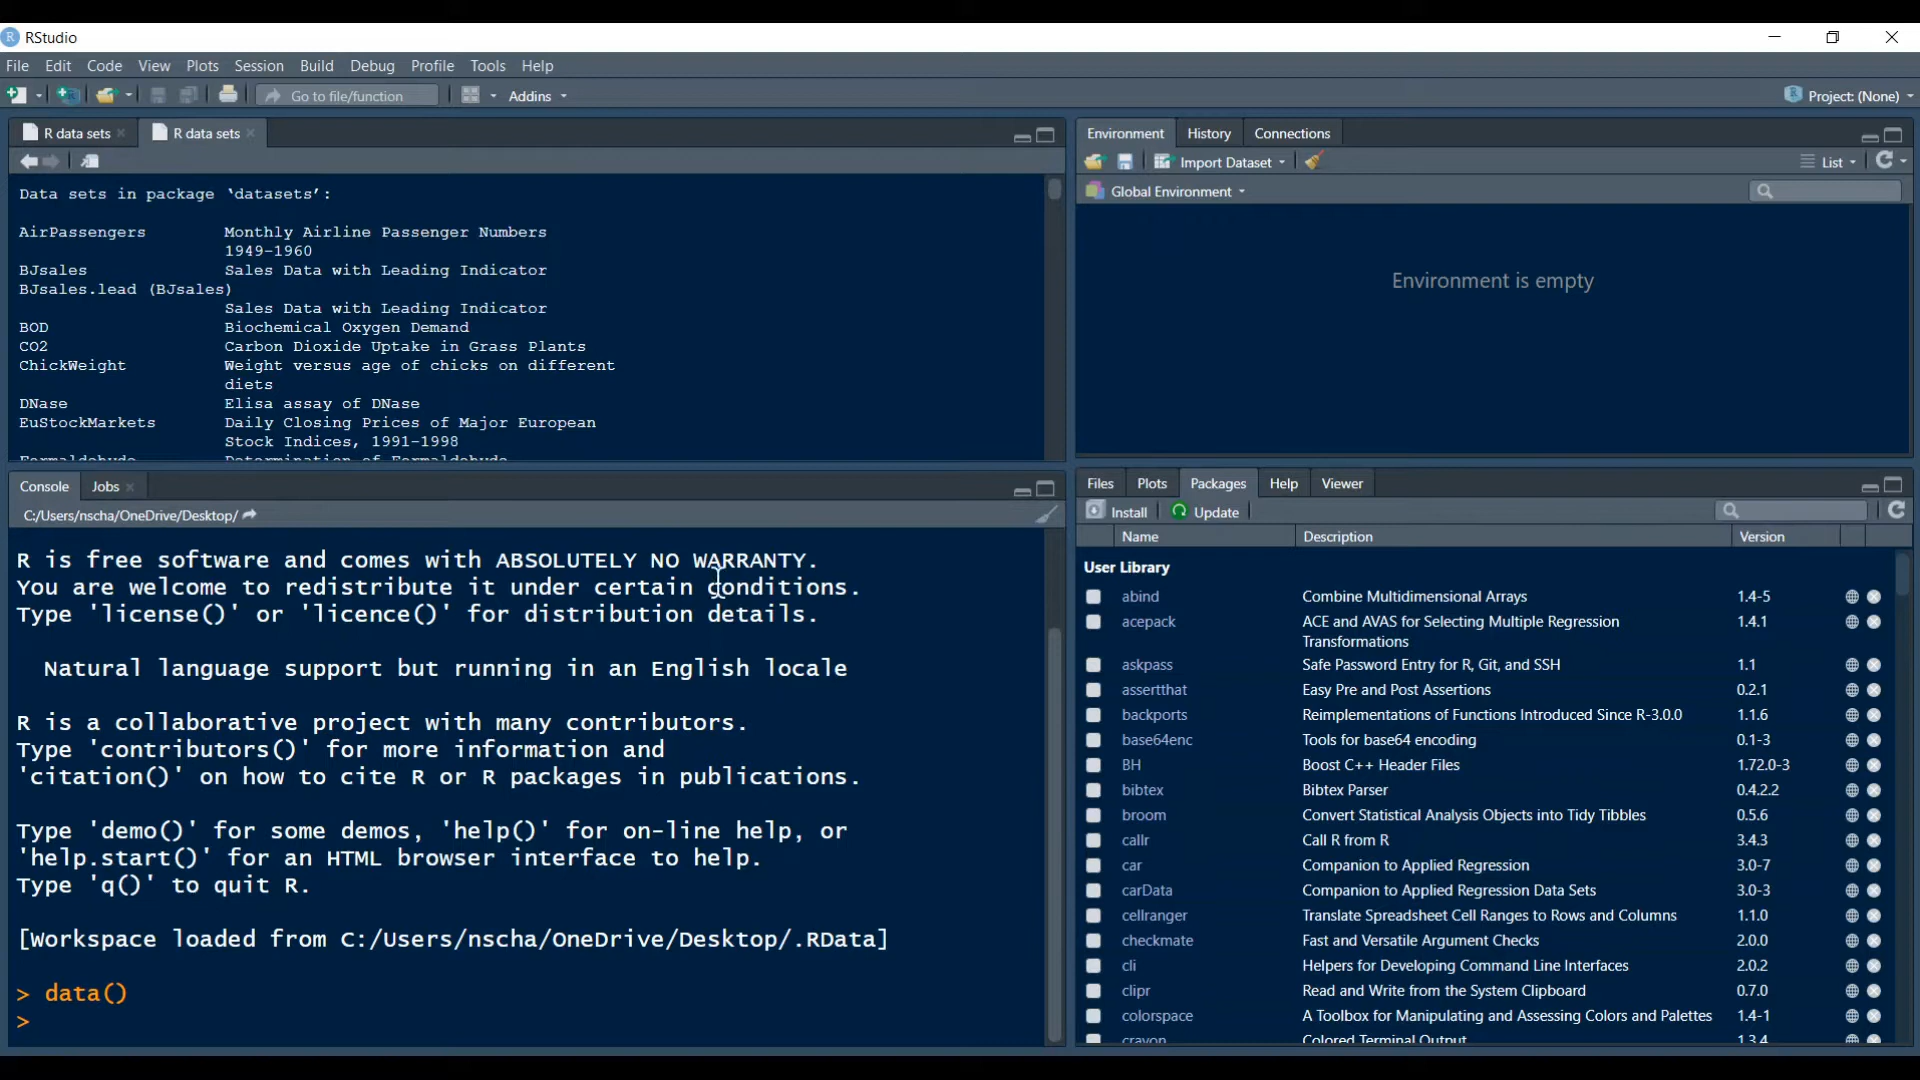 RStudio
File Edit Code View Plots Session Build Debug Profile Tools Help
Go to file/function Addins Project: (None)
R data sets R data sets
Data sets in package ‘datasets’:
AirPassengers Monthly Airline Passenger Numbers
1949-1960
BJsales Sales Data with Leading Indicator
BJsales.lead (BJsales)
Sales Data with Leading Indicator
BOD Biochemical Oxygen Demand
CO2 Carbon Dioxide Uptake in Grass Plants
ChickWeight Weight versus age of chicks on different
diets
DNase Elisa assay of DNase
EuStockMarkets Daily Closing Prices of Major European
Stock Indices, 1991-1998
Formaldehyde Determination of Formaldehyde
Console Jobs
C:/Users/nscha/OneDrive/Desktop/
R is free software and comes with ABSOLUTELY NO WARRANTY.
You are welcome to redistribute it under certain conditions.
Type 'license()' or 'licence()' for distribution details.
Natural language support but running in an English locale
R is a collaborative project with many contributors.
Type 'contributors()' for more information and
'citation()' on how to cite R or R packages in publications.
Type 'demo()' for some demos, 'help()' for on-line help, or
'help.start()' for an HTML browser interface to help.
Type 'q()' to quit R.
[Workspace loaded from C:/Users/nscha/OneDrive/Desktop/.RData]
> data()
>
Environment History Connections
Import Dataset List
Global Environment
Environment is empty
Files Plots Packages Help Viewer
Install Update
Name Description Version
User Library
abind Combine Multidimensional Arrays 1.4-5
acepack ACE and AVAS for Selecting Multiple Regression 1.4.1
Transformations
askpass Safe Password Entry for R, Git, and SSH 1.1
assertthat Easy Pre and Post Assertions 0.2.1
backports Reimplementations of Functions Introduced Since R-3.0.0 1.1.6
base64enc Tools for base64 encoding 0.1-3
BH Boost C++ Header Files 1.72.0-3
bibtex Bibtex Parser 0.4.2.2
broom Convert Statistical Analysis Objects into Tidy Tibbles 0.5.6
callr Call R from R 3.4.3
car Companion to Applied Regression 3.0-7
carData Companion to Applied Regression Data Sets 3.0-3
cellranger Translate Spreadsheet Cell Ranges to Rows and Columns 1.1.0
checkmate Fast and Versatile Argument Checks 2.0.0
cli Helpers for Developing Command Line Interfaces 2.0.2
clipr Read and Write from the System Clipboard 0.7.0
colorspace A Toolbox for Manipulating and Assessing Colors and Palettes 1.4-1
crayon Colored Terminal Output 1.3.4